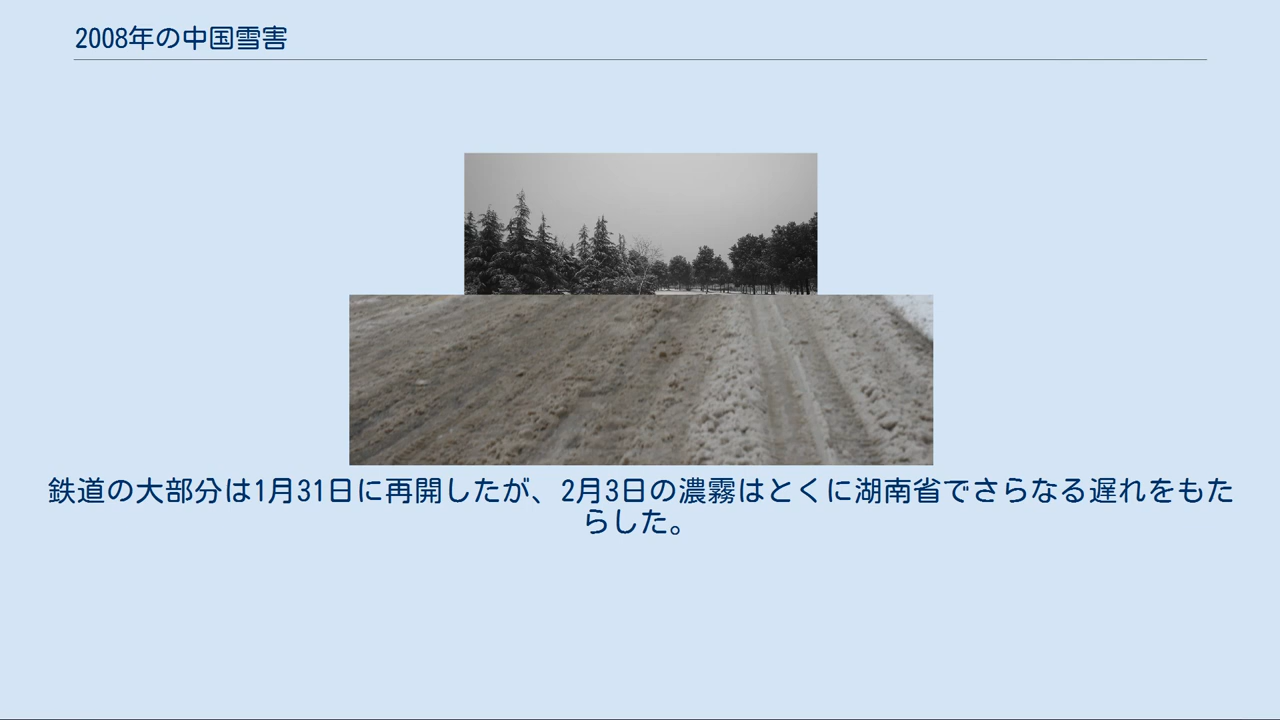 2008年の中国雪害
鉄道の大部分は1月31日に再開したが、2月3日の濃霧はとくに湖南省でさらなる遅れをもた
らした。